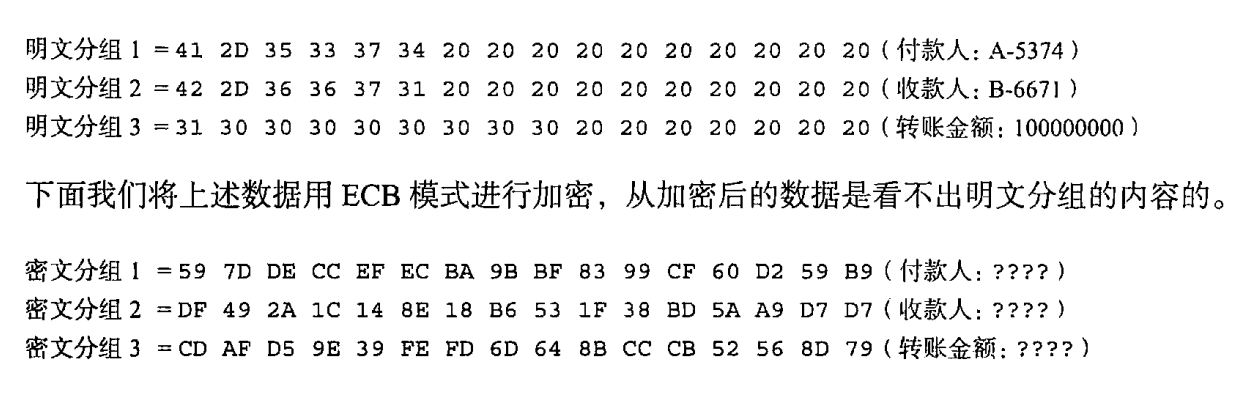 明文分组 1 = 41 2D 35 33 37 34 20 20 20 20 20 20 20 20 20 20 (付款人: A-5374)
明文分组 2 = 42 2D 36 36 37 31 20 20 20 20 20 20 20 20 20 20 (收款人: B-6671)
明文分组 3 = 31 30 30 30 30 30 30 30 30 20 20 20 20 20 20 20 (转账金额: 100000000)
下面我们将上述数据用 ECB 模式进行加密，从加密后的数据是看不出明文分组的内容的。
密文分组 1 = 59 7D DE CC EF EC BA 9B BF 83 99 CF 60 D2 59 B9 (付款人: ????)
密文分组 2 = DF 49 2A 1C 14 8E 18 B6 53 1F 38 BD 5A A9 D7 D7 (收款人: ????)
密文分组 3 = CD AF D5 9E 39 FE FD 6D 64 8B CC CB 52 56 8D 79 (转账金额: ????)